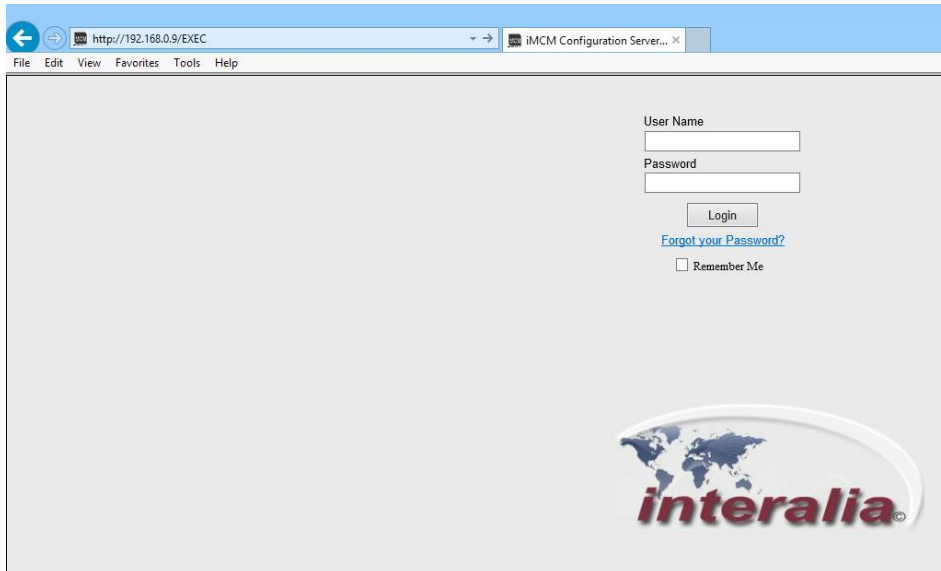 http://192.168.0.9/EXEC
iMCM Configuration Server...
File Edit View Favorites Tools Help
User Name
Password
Login
Forgot your Password?
Remember Me
interalia©